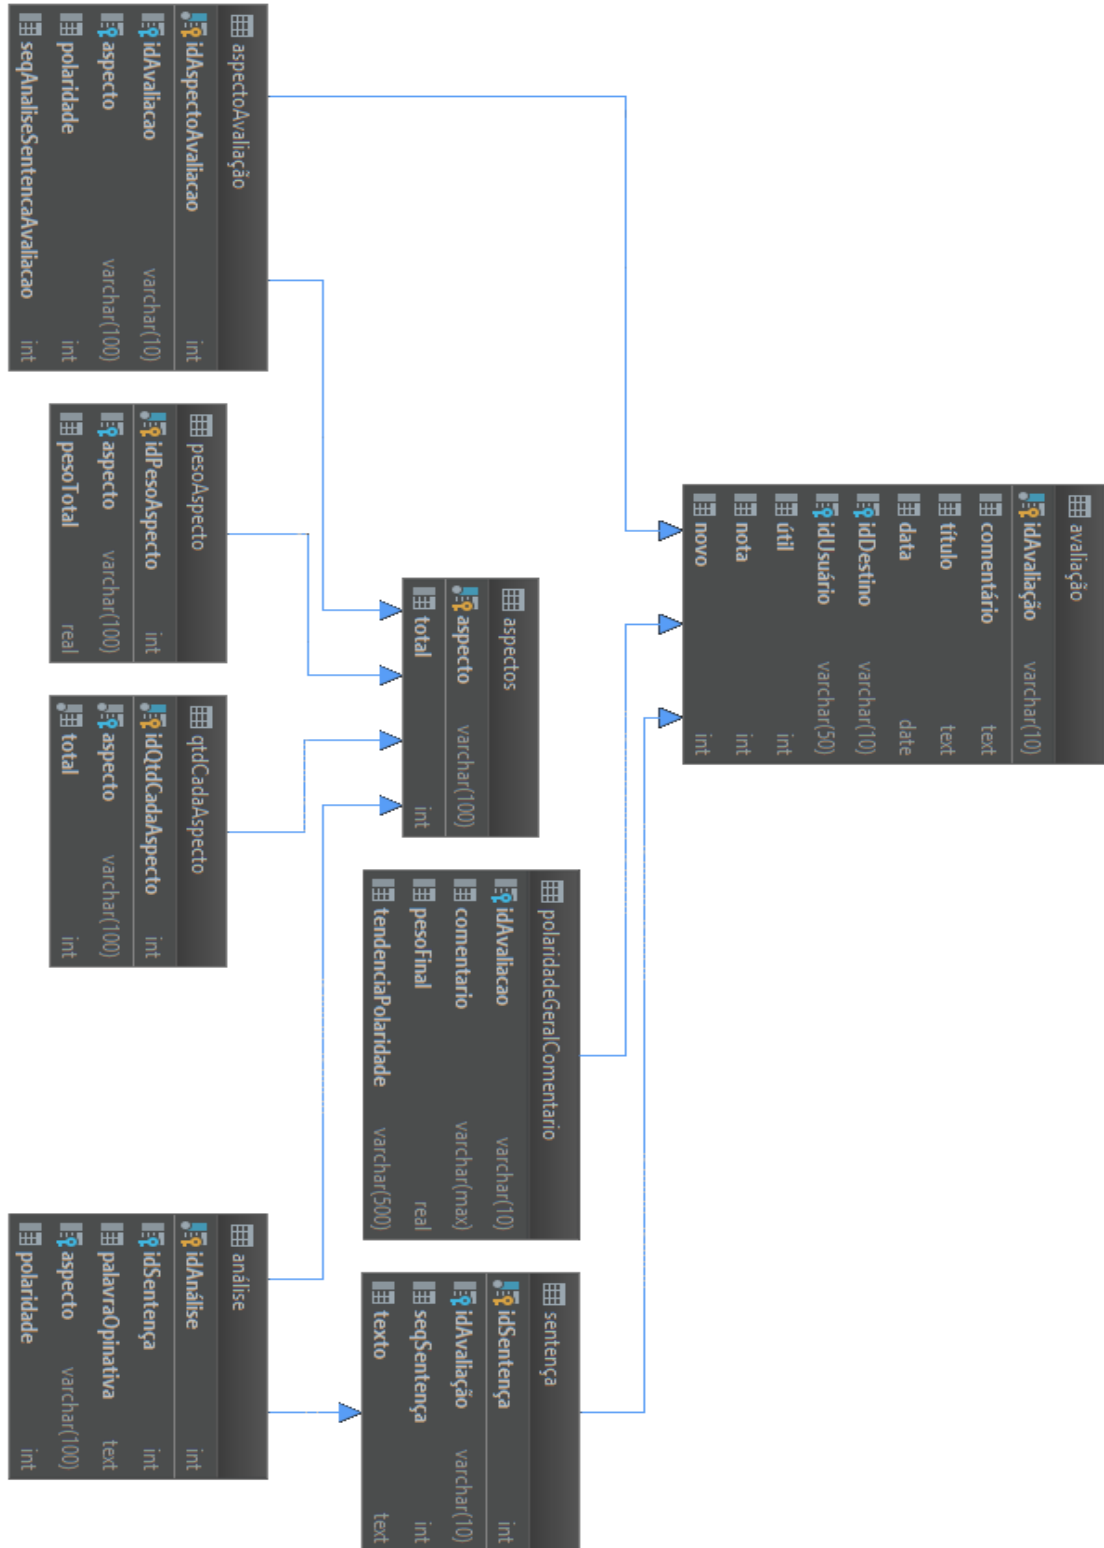 avaliação
idAvaliação varchar(10)
comentário text
título text
data date
idDestino varchar(10)
idUsuário varchar(50)
útil int
nota int
novo int
aspectos
aspecto varchar(100)
total int
polaridadeGeralComentario
idAvaliacao varchar(10)
comentario varchar(max)
pesoFinal real
tendenciaPolaridade varchar(500)
sentença
idSentença int
idAvaliação varchar(10)
seqSentença int
texto text
aspectoAvaliação
idAspectoAvaliacao int
idAvaliacao varchar(10)
aspecto varchar(100)
polaridade int
seqAnaliseSentencaAvaliacao int
pesoAspecto
idPesoAspecto int
aspecto varchar(100)
pesoTotal real
qtdCadaAspecto
idQtdCadaAspecto int
aspecto varchar(100)
total int
análise
idAnálise int
idSentença int
palavraOpinativa text
aspecto varchar(100)
polaridade int